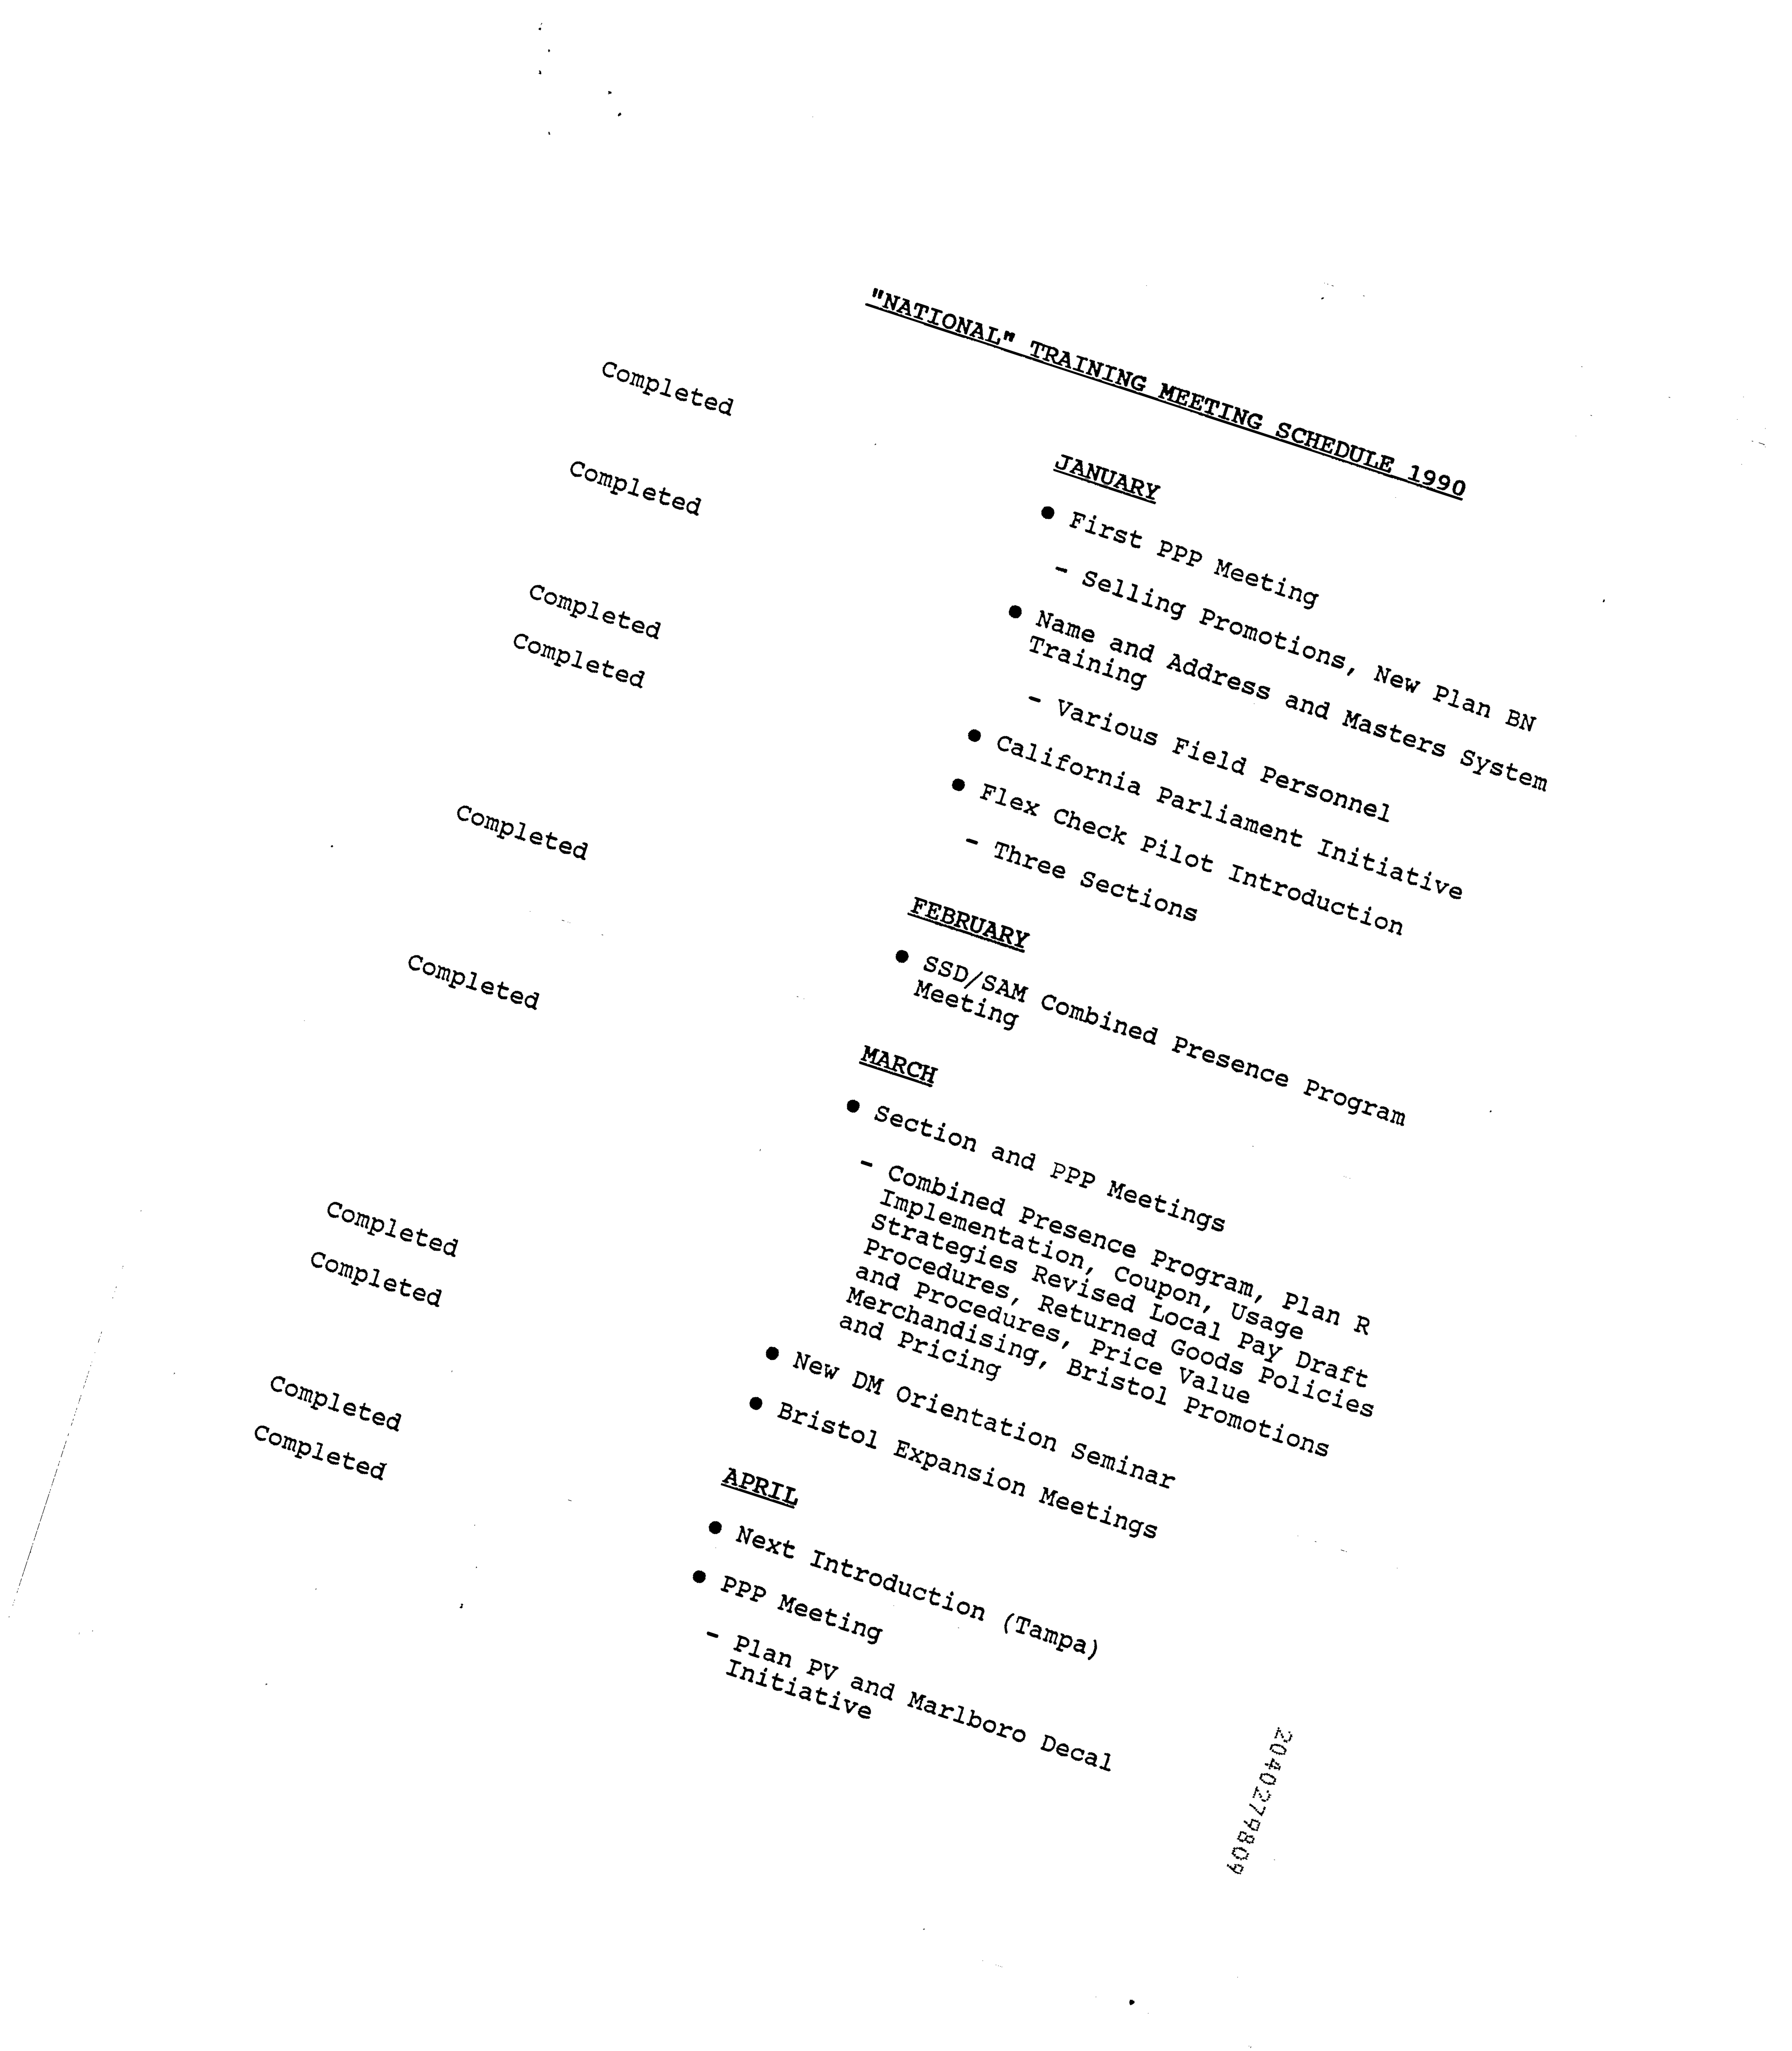 "NATIONAL" TRAINING MEETING SCHEDULE 1990
JANUARY
Completed ● First PPP Meeting
- Selling Promotions, New Plan BN
Completed ● Name and Address and Masters System
Training
- Various Field Personnel
Completed ● California Parliament Initiative
Completed ● Flex Check Pilot Introduction
- Three Sections
FEBRUARY
Completed ● SSD/SAM Combined Presence Program
Meeting
MARCH
Completed ● Section and PPP Meetings
- Combined Presence Program, Plan R
Implementation, Coupon, Usage
Strategies Revised Local Pay Draft
Procedures, Returned Goods Policies
and Procedures, Price Value
Merchandising, Bristol Promotions
and Pricing
Completed ● New DM Orientation Seminar
Completed ● Bristol Expansion Meetings
APRIL
Completed ● Next Introduction (Tampa)
Completed ● PPP Meeting
- Plan PV and Marlboro Decal
Initiative
2040279809